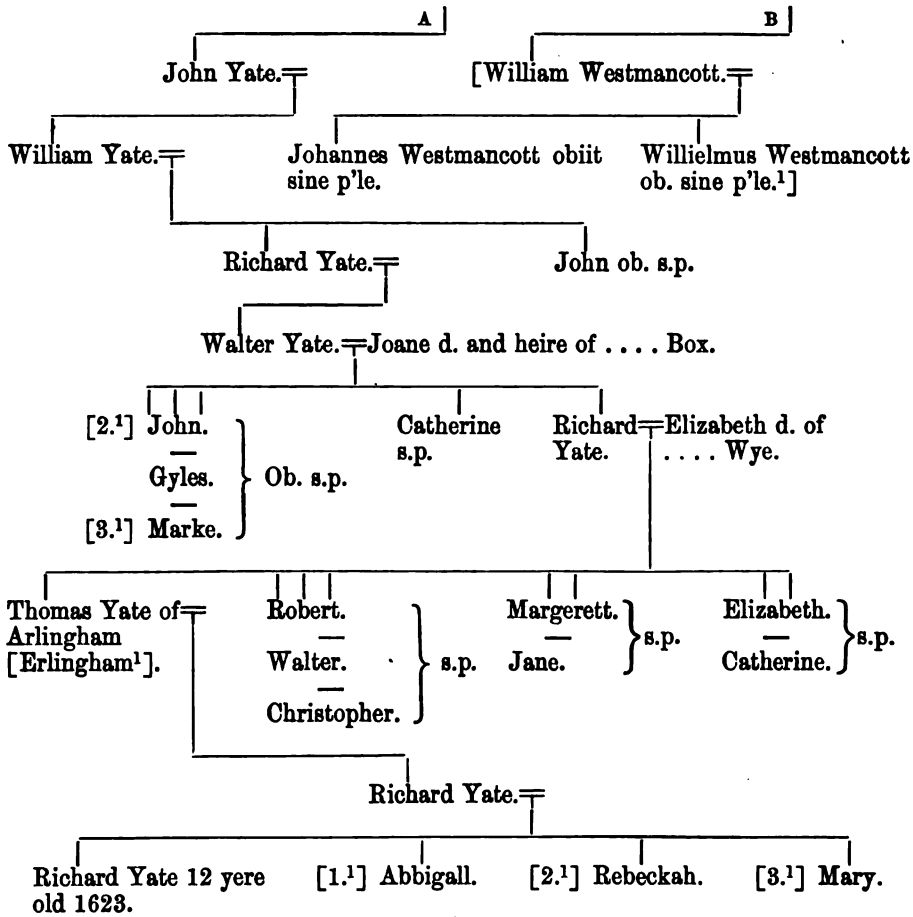 A B
John Yate. [William Westmancott.
William Yate. Johannes Westmancott obiit Willielmus Westmancott
sine p'le. ob. sine p'le.¹]
Richard Yate. John ob. s.p.
Walter Yate. Joane d. and heire of .... Box.
[2.¹] John. Catherine Richard Elizabeth d. of
s.p. Yate. .... Wye.
Gyles. Ob. s.p.
[3.¹] Marke.
Thomas Yate of Robert. Margerett. Elizabeth.
Arlingham s.p. s.p.
[Erlingham¹]. Walter. s.p. Jane. Catherine.
Christopher.
Richard Yate.
Richard Yate 12 yere [1.¹] Abbigall. [2.¹] Rebeckah. [3.¹] Mary.
old 1623.